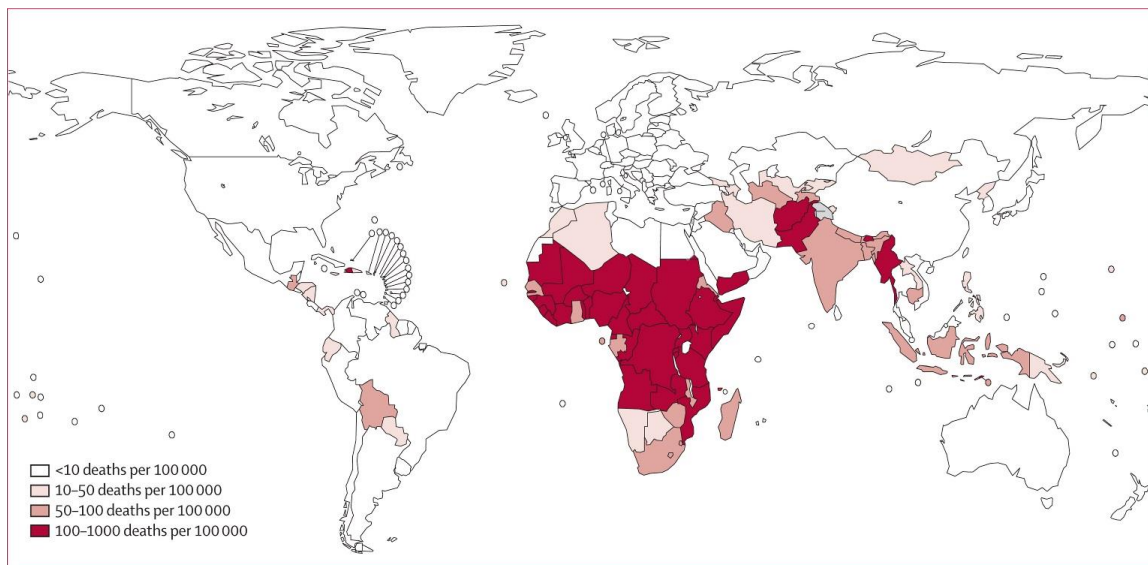 <10 deaths per 100 000
10–50 deaths per 100 000
50–100 deaths per 100 000
100–1000 deaths per 100 000